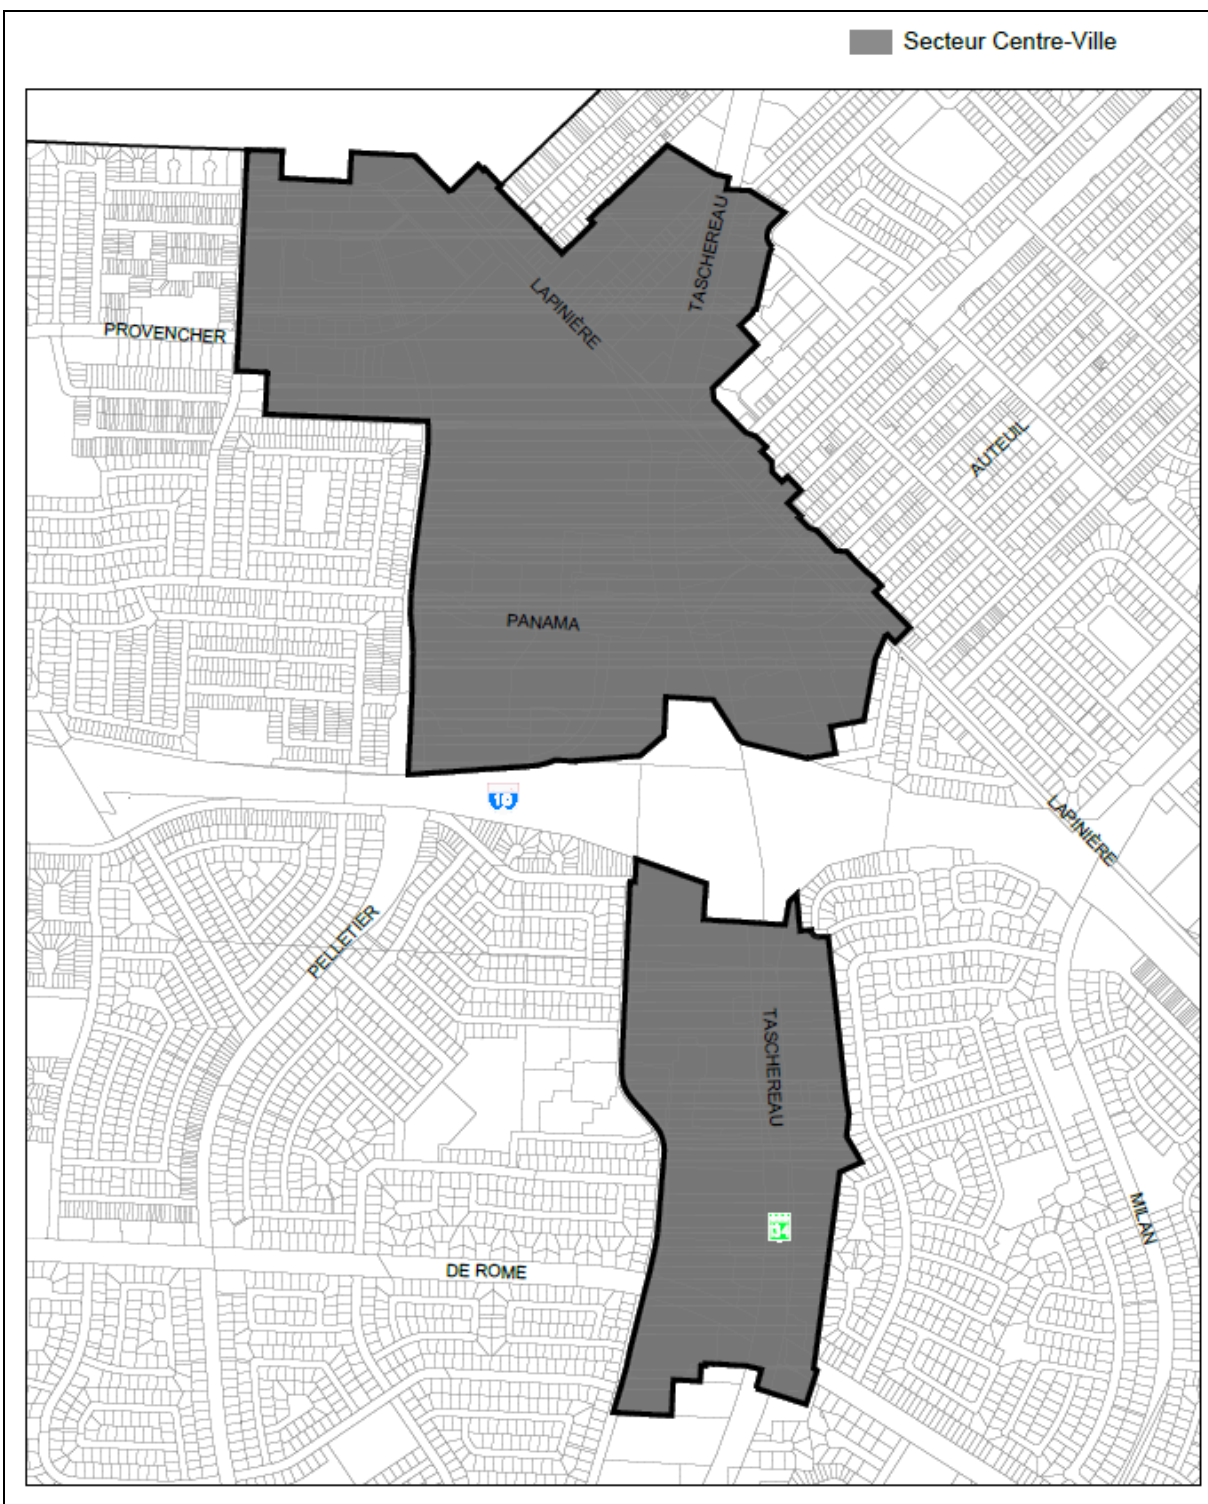 Secteur Centre-Ville
TASCHEREAU
LAPINIÈRE
PROVENCHER
AUTEUIL
PANAMA
10
LAPINIÈRE
PELLETIER
TASCHEREAU
MILAN
DE ROME